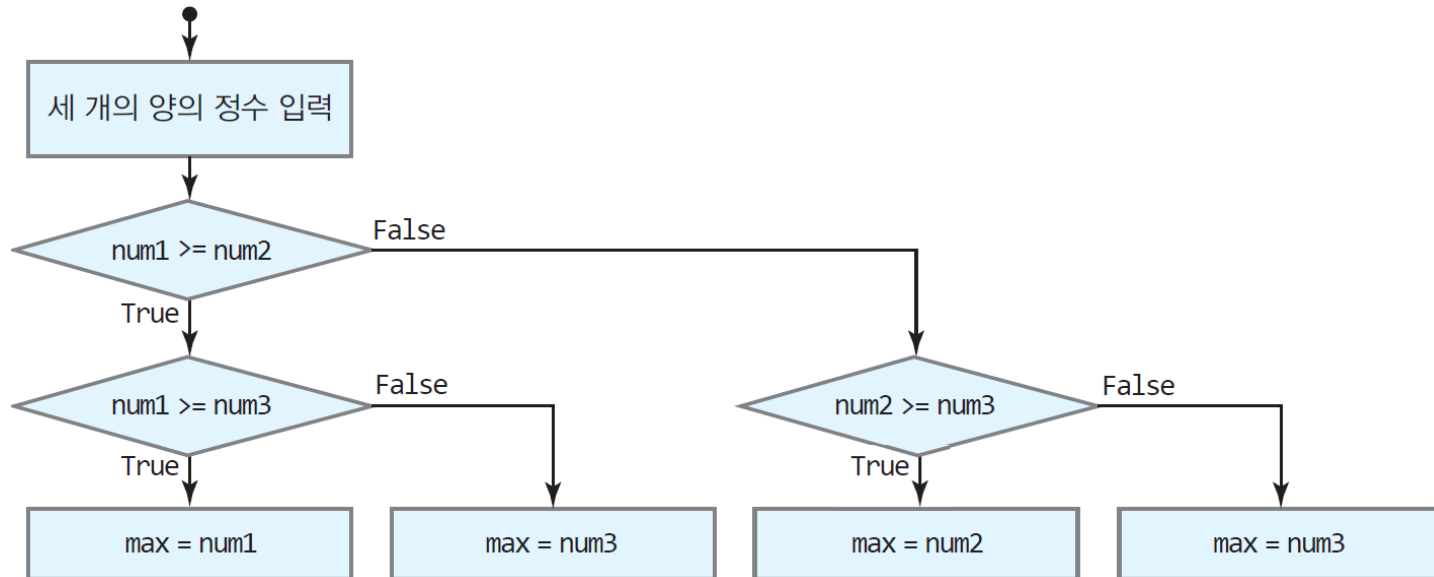 세 개의 양의 정수 입력
num1 >= num2
False
True
num1 >= num3
False
num2 >= num3
False
True
True
max = num1
max = num3
max = num2
max = num3